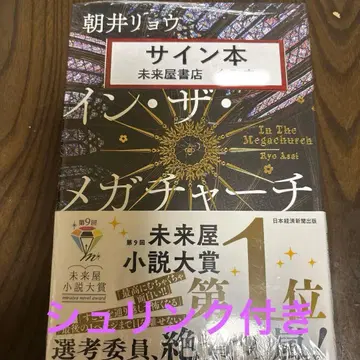 朝井リョウ
サイン本
未来屋書店
イン・ザ・
In The
Megachurch
Ryo Asai
メガチャーチ
日本経済新聞出版
第9回
未来屋
小説大賞
第9回
未来屋
小説大賞
第1位
シュリンク付き
選考委員、絶